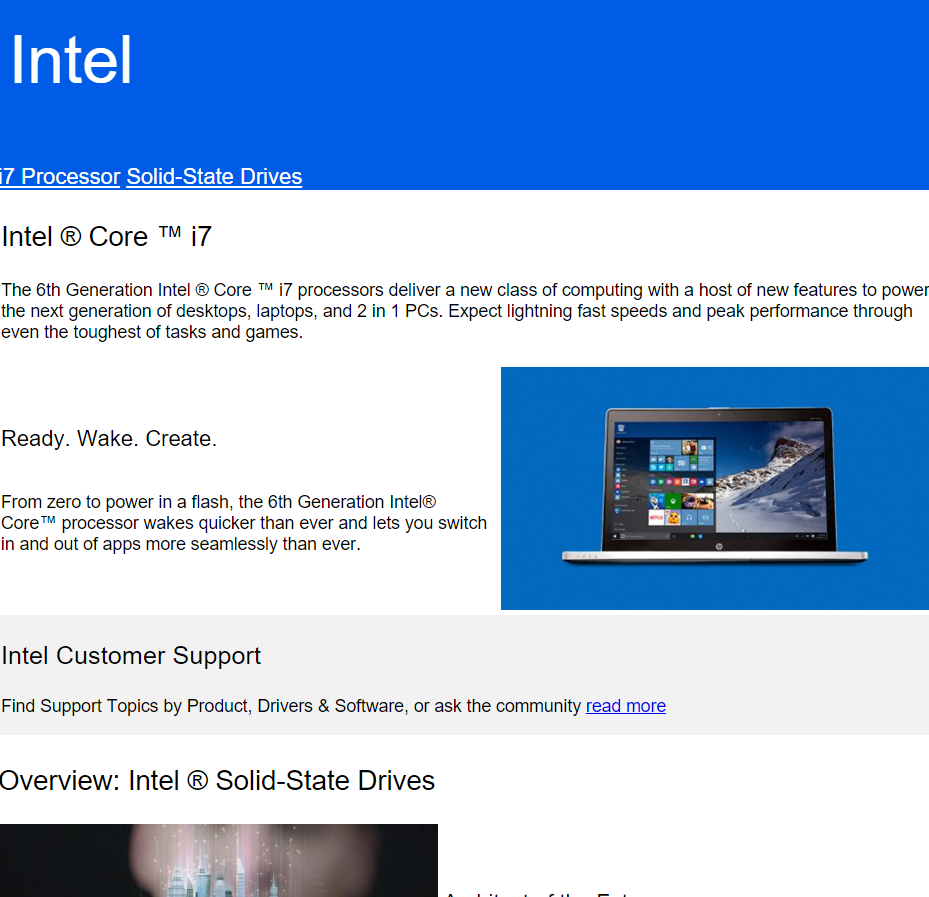 Intel
i7 Processor Solid-State Drives
Intel ® Core ™ i7
The 6th Generation Intel ® Core ™ i7 processors deliver a new class of computing with a host of new features to power
the next generation of desktops, laptops, and 2 in 1 PCs. Expect lightning fast speeds and peak performance through
even the toughest of tasks and games.
Ready. Wake. Create.
From zero to power in a flash, the 6th Generation Intel®
Core™ processor wakes quicker than ever and lets you switch
in and out of apps more seamlessly than ever.
Intel Customer Support
Find Support Topics by Product, Drivers & Software, or ask the community read more
Overview: Intel ® Solid-State Drives